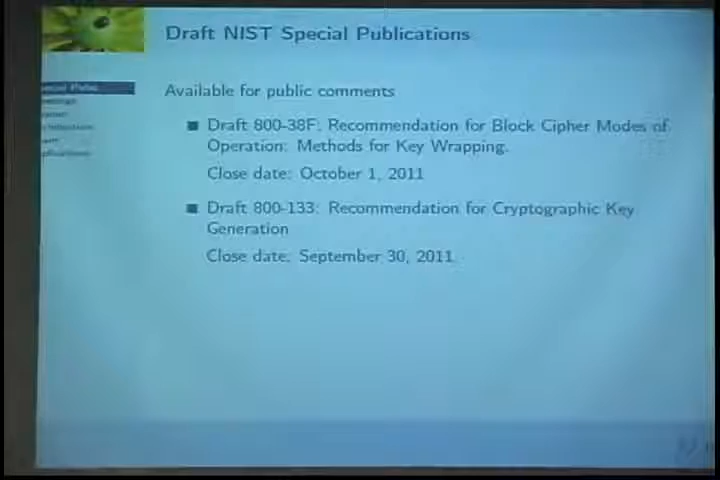 Draft NIST Special Publications
Available for public comments
Draft 800-38F: Recommendation for Block Cipher Modes of
Operation: Methods for Key Wrapping.
Close date: October 1, 2011
Draft 800-133: Recommendation for Cryptographic Key
Generation
Close date: September 30, 2011